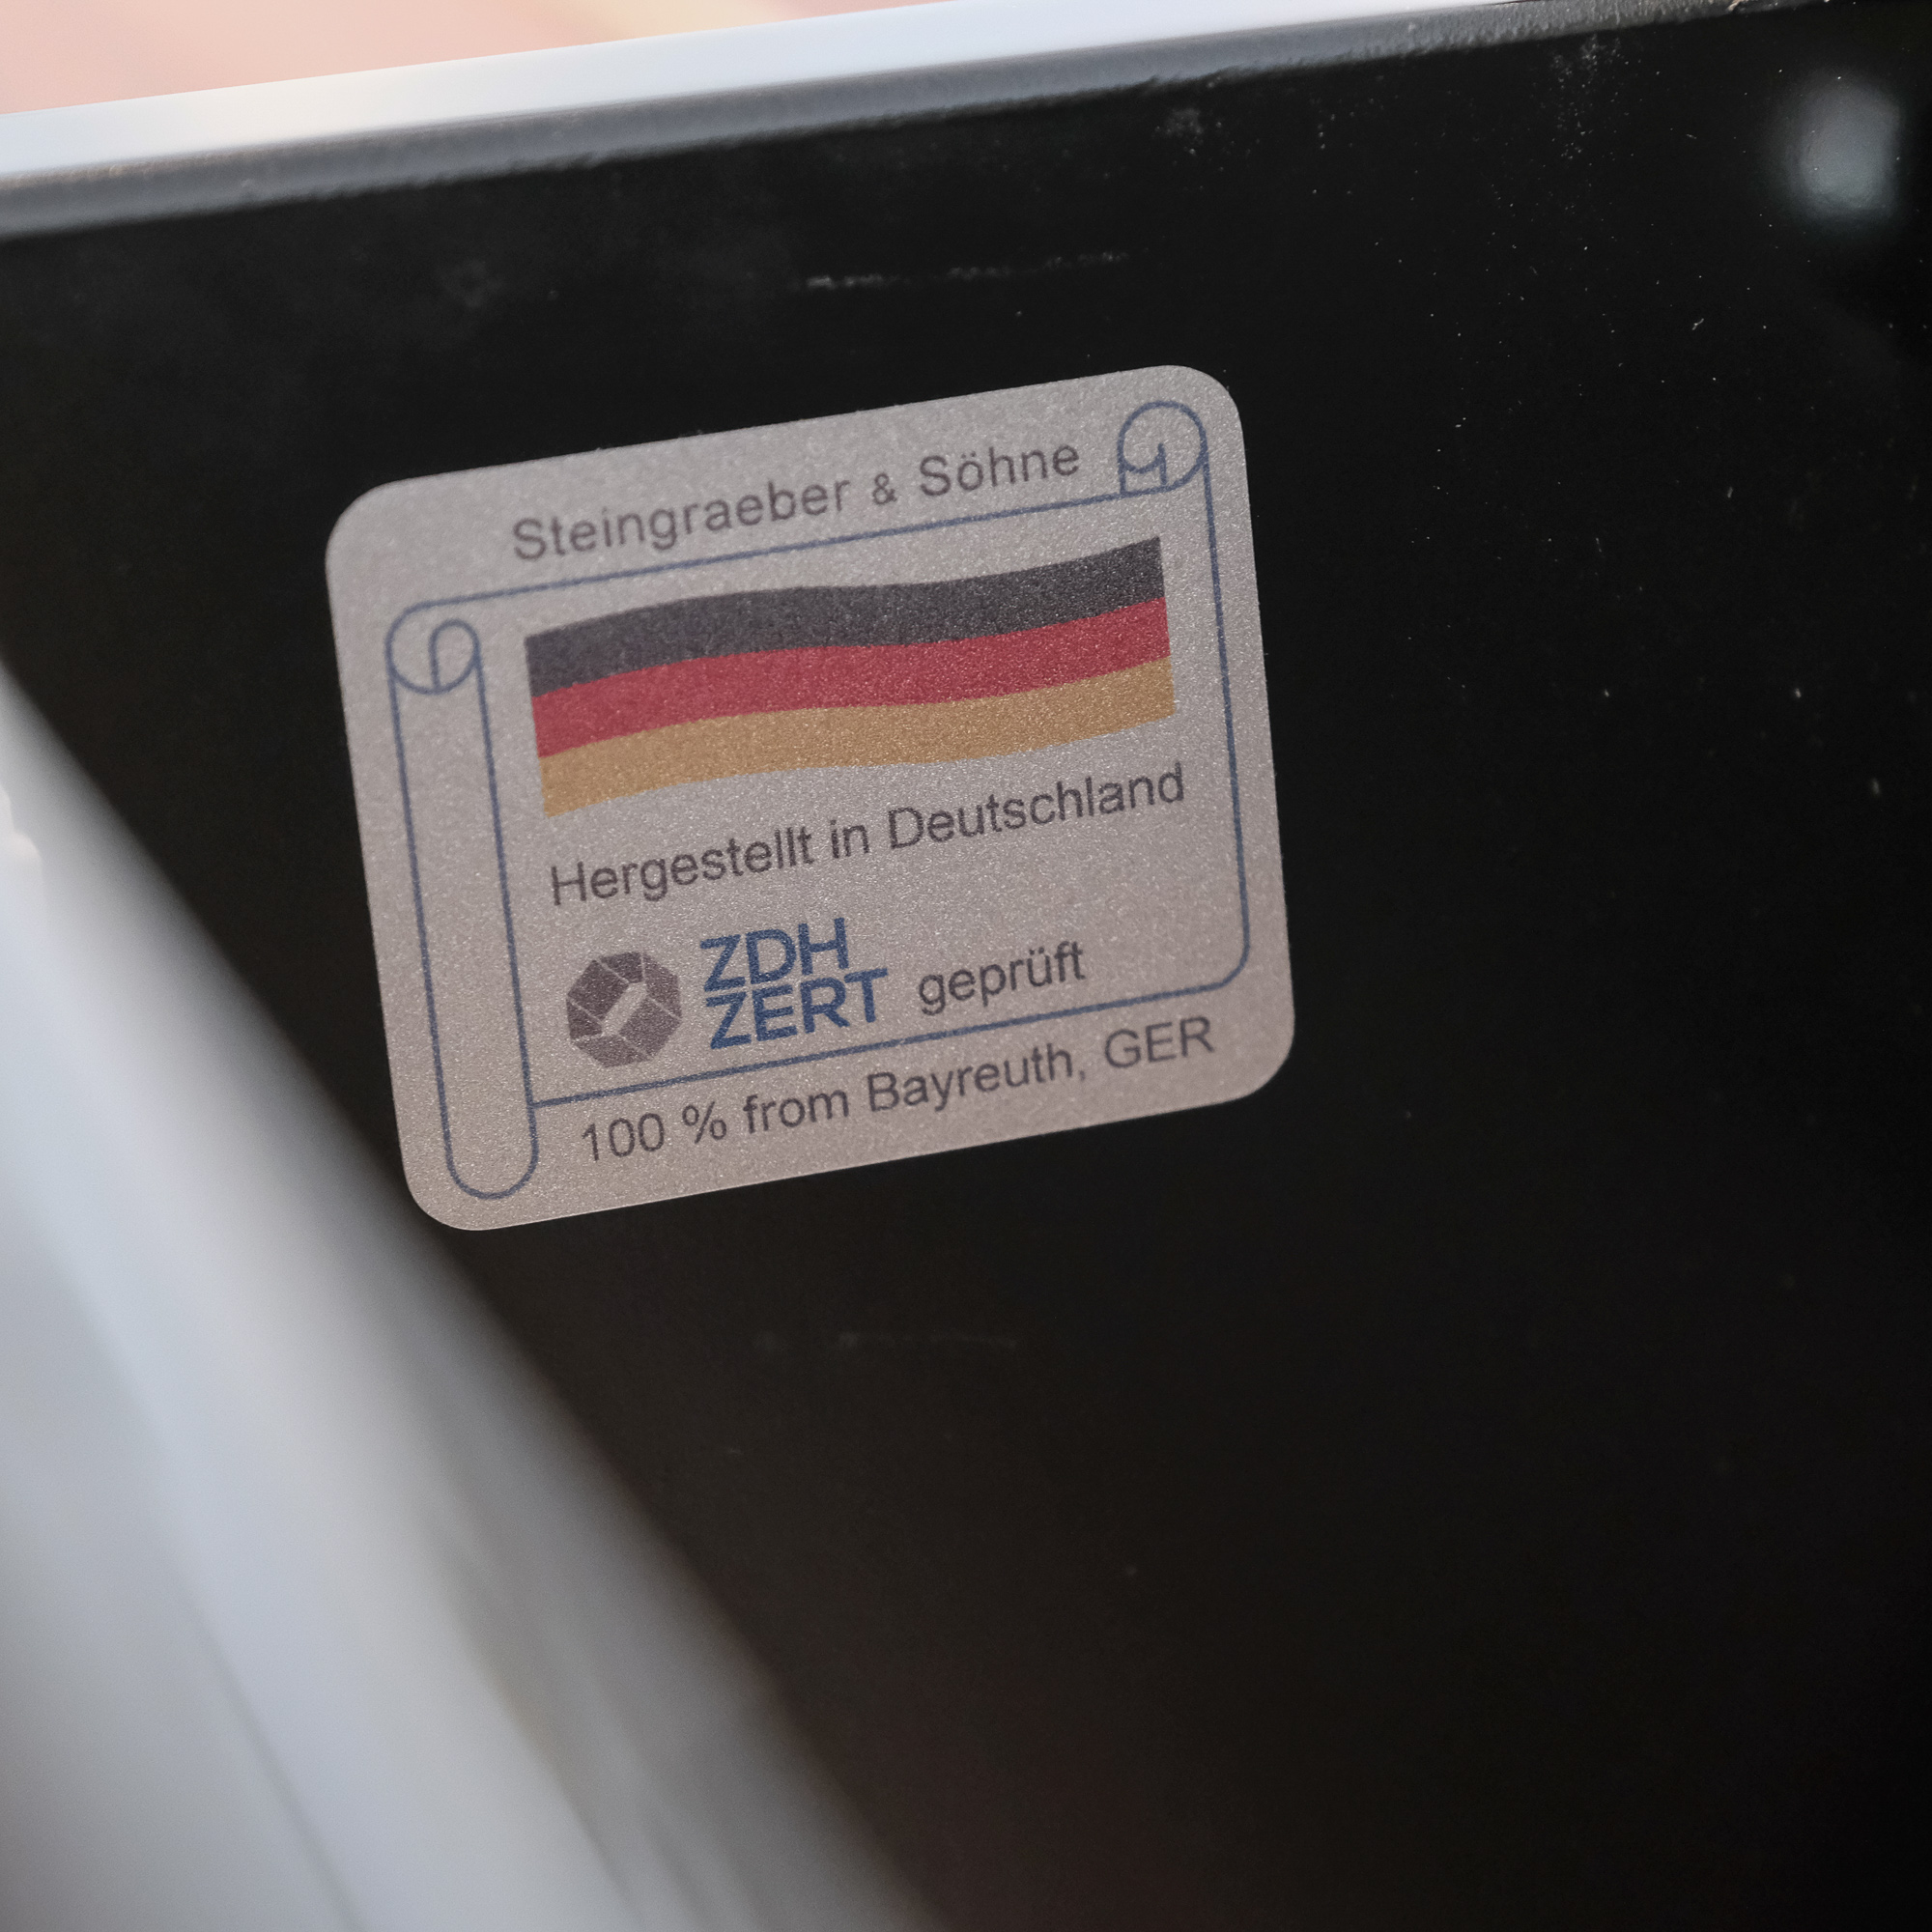 Steingraeber & Söhne
Hergestellt in Deutschland
ZDH
ZERT geprüft
100 % from Bayreuth, GER